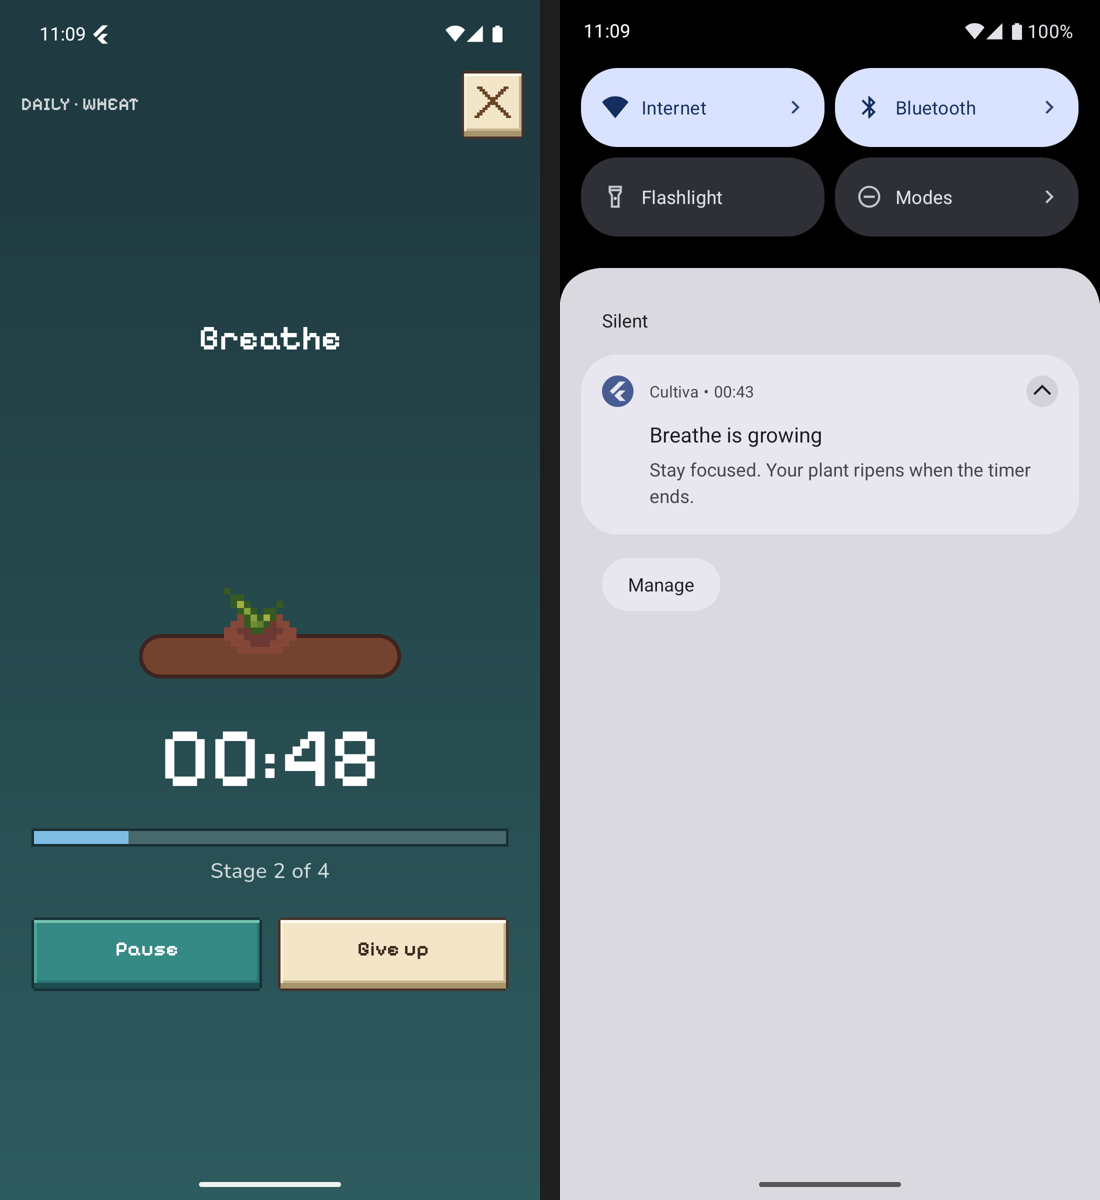 11:09
DAILY · WHEAT
Breathe
00:48
Stage 2 of 4
Pause
Give up
11:09
100%
Internet
Bluetooth
Flashlight
Modes
Silent
Cultiva • 00:43
Breathe is growing
Stay focused. Your plant ripens when the timer
ends.
Manage